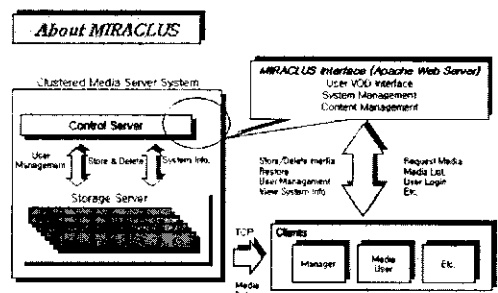 About MIRACLUS
Clustered Media Server System
MIRACLUS Interface (Apache Web Server)
User VOD Interface
System Management
Content Management
Control Server
User
Management
Store & Delete
System Info.
Storage Server
Store/Delete media
Restore
User Management
View System Info
Request Media
Media List
User Login
Etc.
TCP
Media
Clients
Manager
Media
User
Etc.